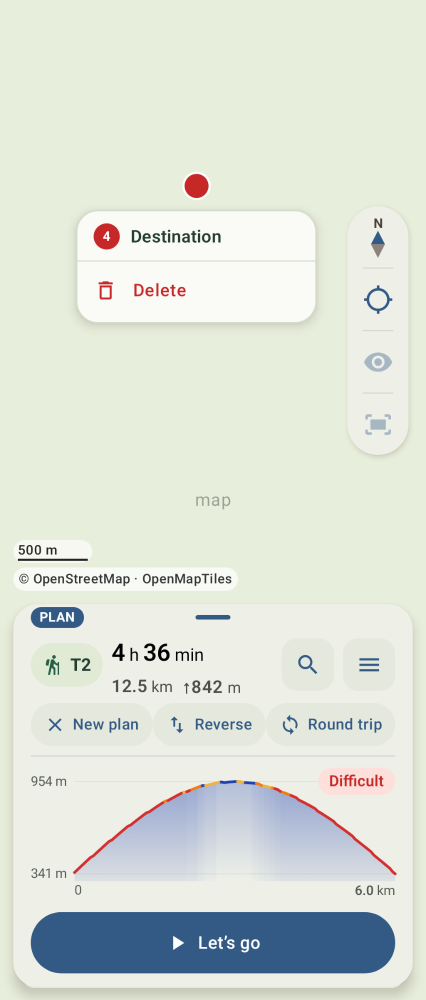 4 Destination
Delete
N
map
500 m
© OpenStreetMap · OpenMapTiles
PLAN
T2
4 h 36 min
12.5 km ↑842 m
New plan
Reverse
Round trip
954 m
Difficult
341 m
0
6.0 km
Let’s go